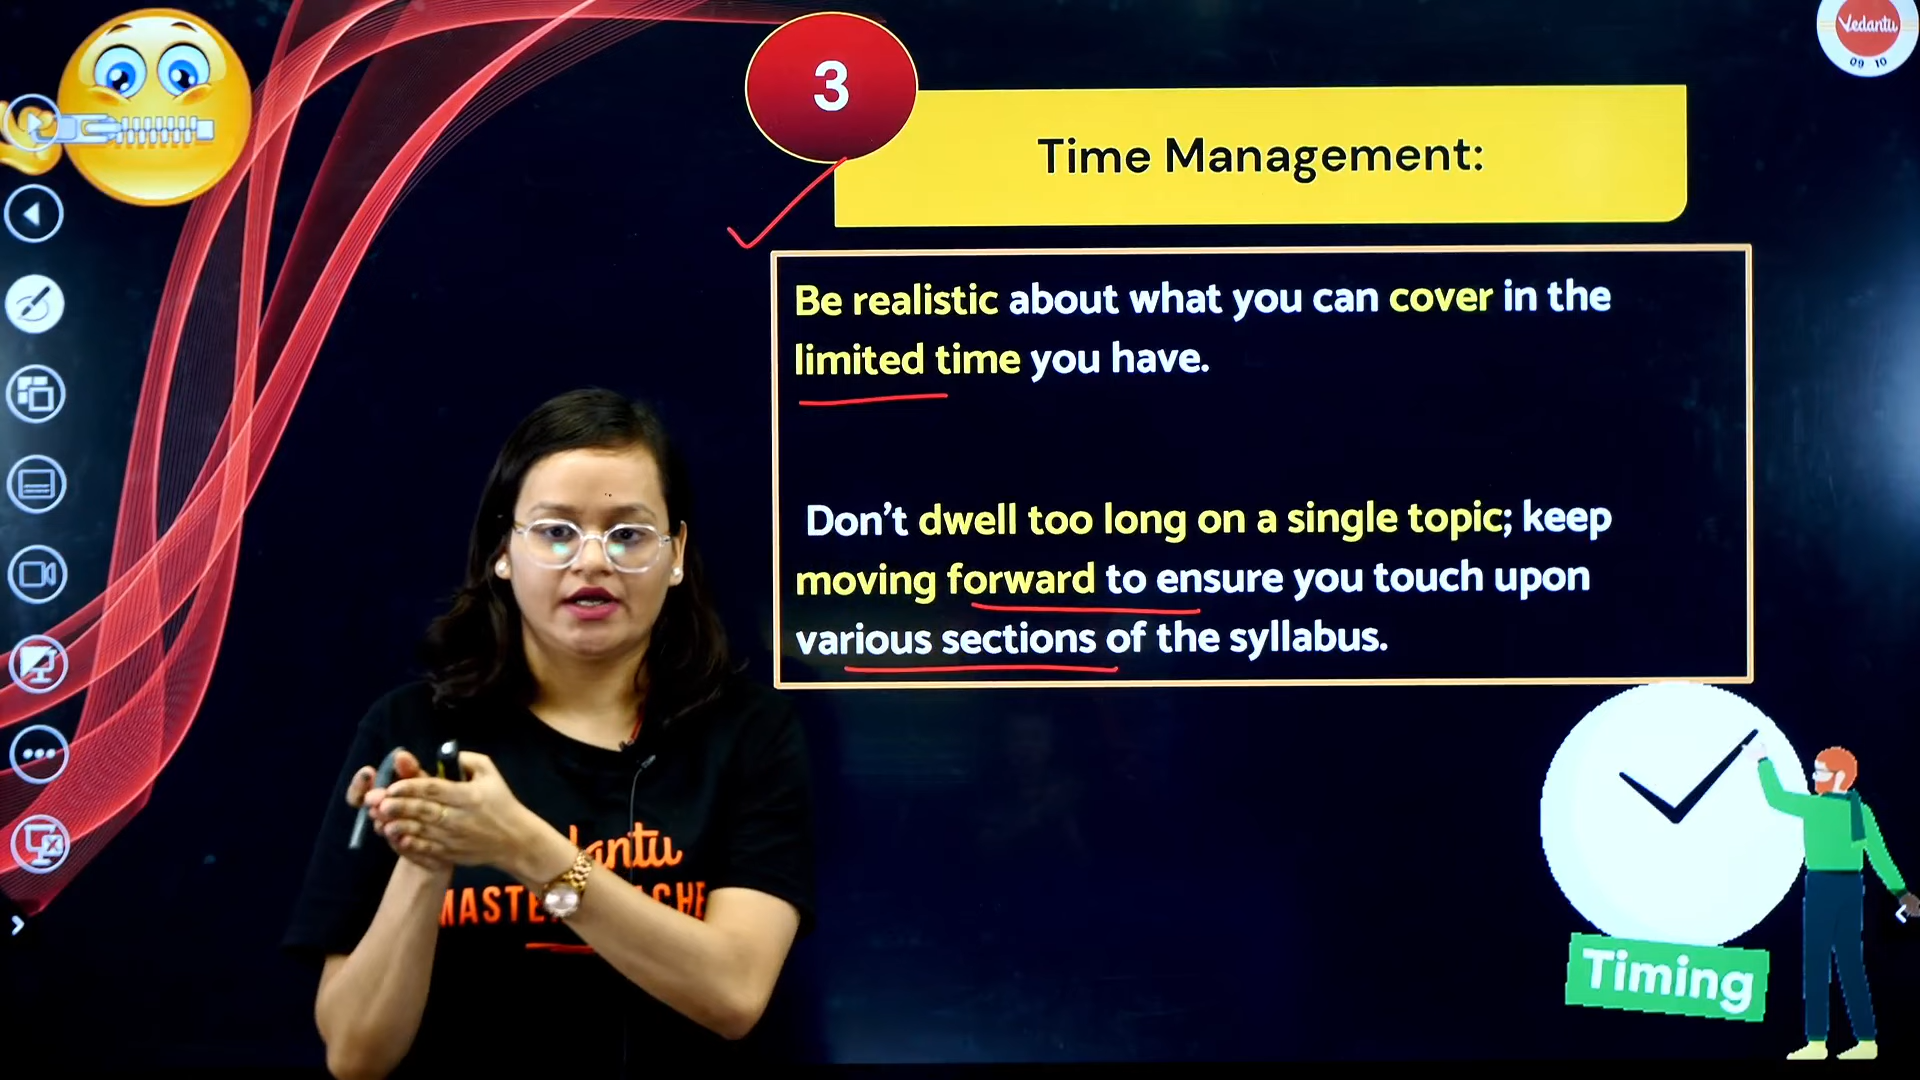 3
Vedantu
09 10
Time Management:
Be realistic about what you can cover in the
limited time you have.
Don't dwell too long on a single topic; keep
moving forward to ensure you touch upon
various sections of the syllabus.
Timing